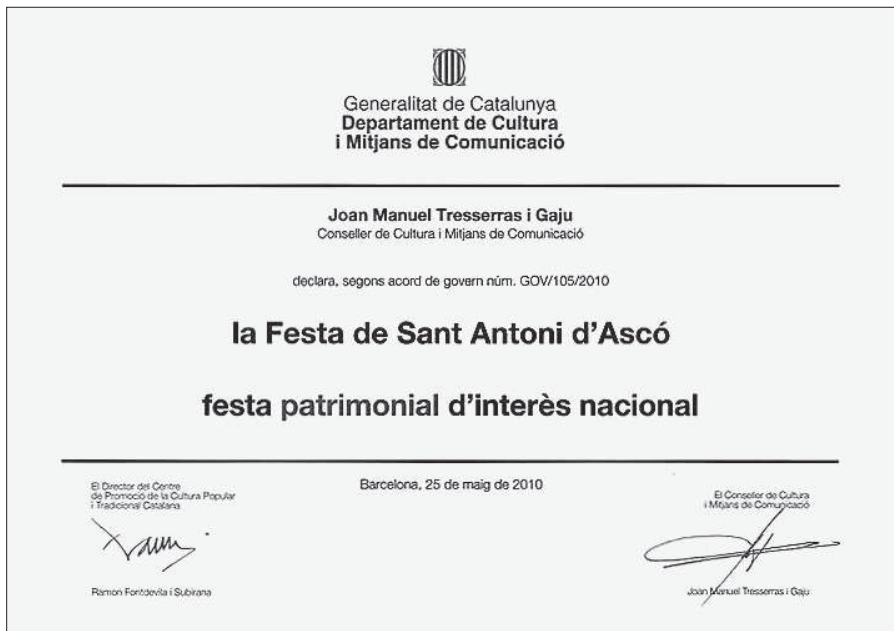 Generalitat de Catalunya
Departament de Cultura
i Mitjans de Comunicació
Joan Manuel Tresserras i Gaju
Conseller de Cultura i Mitjans de Comunicació
declara, segons acord de govern núm. GOV/105/2010
la Festa de Sant Antoni d'Ascó
festa patrimonial d'interès nacional
Barcelona, 25 de maig de 2010
El Director del Centre
de Promoció de la Cultura Popular
i Tradicional Catalana
Ramon Fontdevila i Subirana
El Conseller de Cultura
i Mitjans de Comunicació
Joan Manuel Tresserras i Gaju